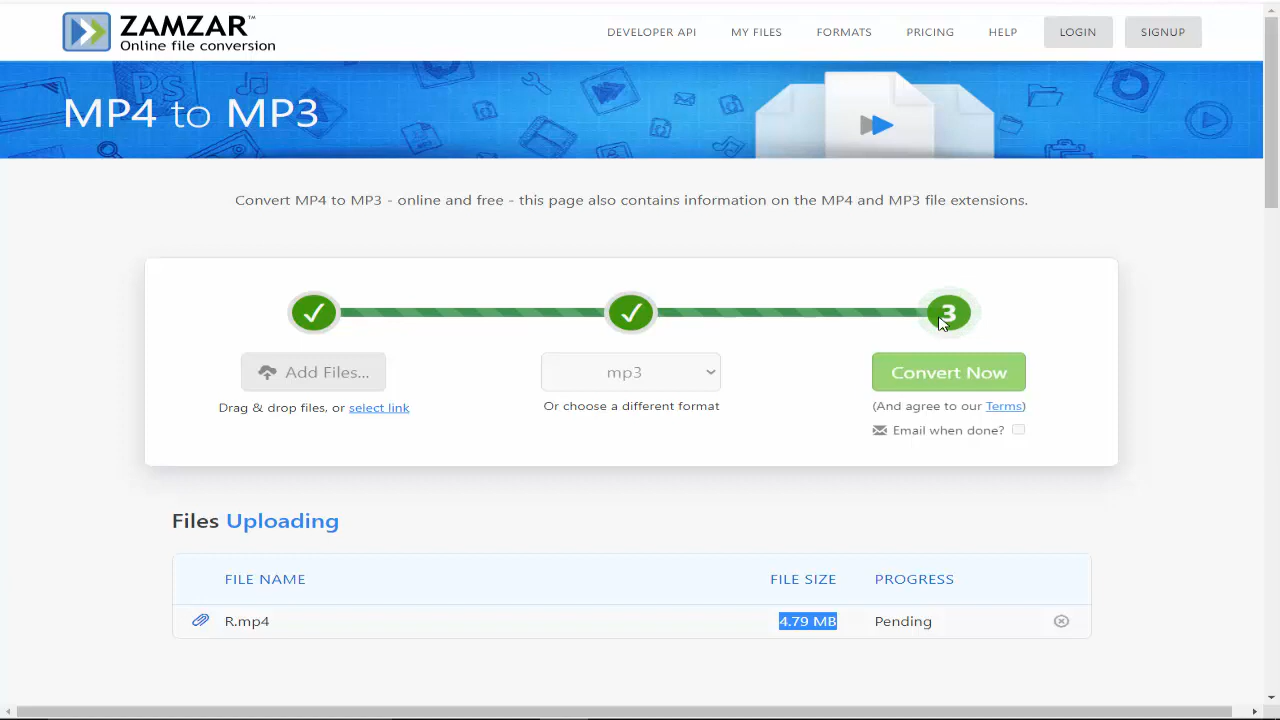 ZAMZAR™
Online file conversion
DEVELOPER API MY FILES FORMATS PRICING HELP LOGIN SIGNUP
MP4 to MP3
Convert MP4 to MP3 - online and free - this page also contains information on the MP4 and MP3 file extensions.
3
Add Files... mp3 Convert Now
Drag & drop files, or select link Or choose a different format (And agree to our Terms)
Email when done?
Files Uploading
FILE NAME FILE SIZE PROGRESS
R.mp4 4.79 MB Pending